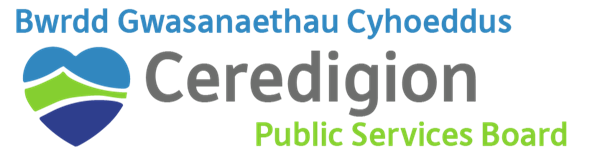 Bwrdd Gwasanaethau Cyhoeddus
Ceredigion
Public Services Board